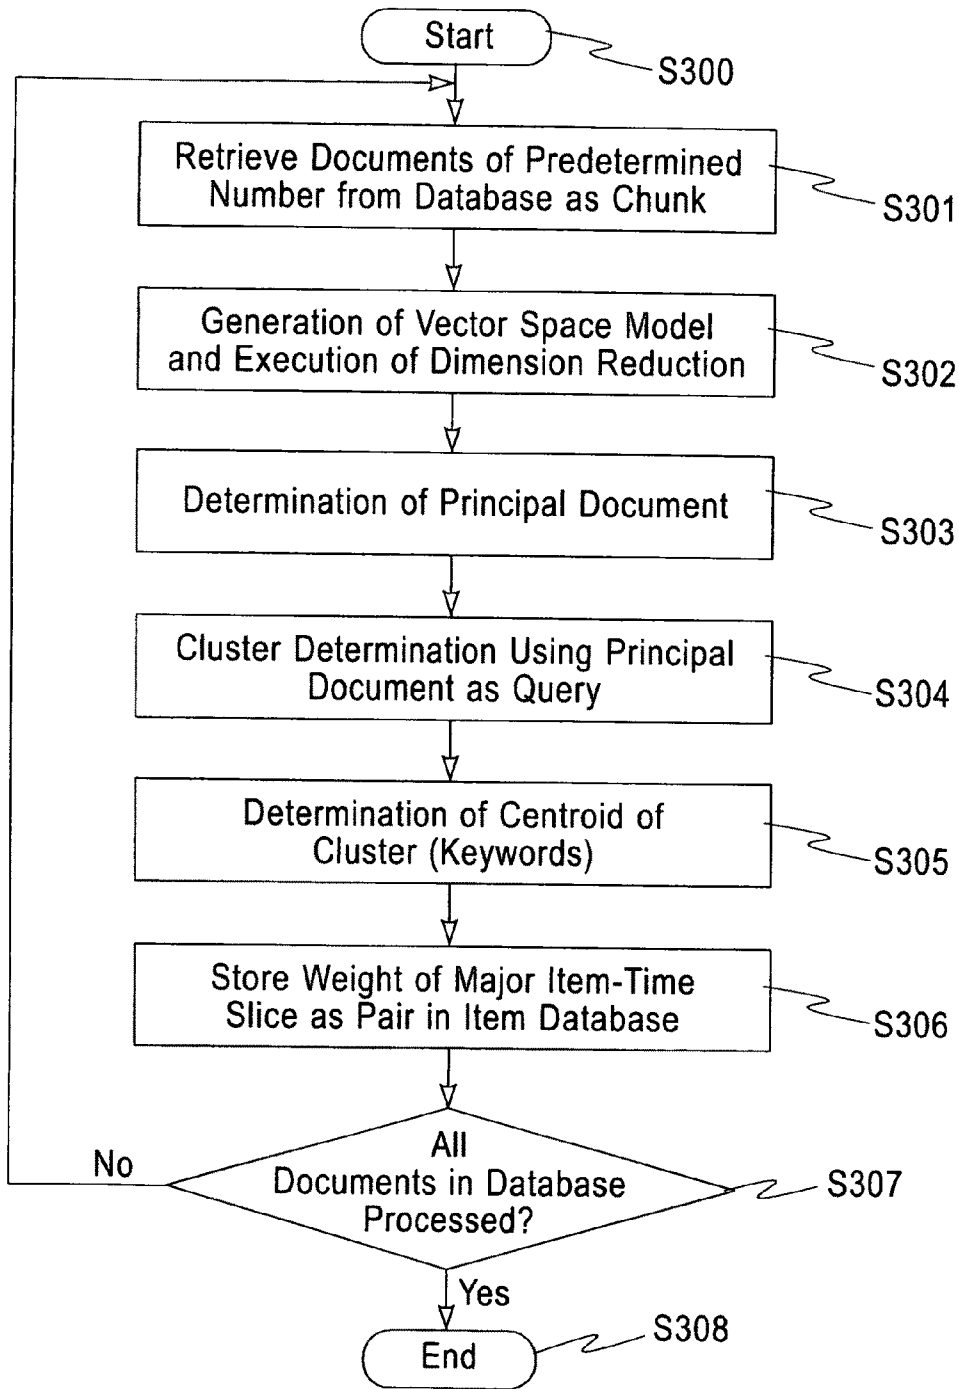 Start
S300
Retrieve Documents of Predetermined
Number from Database as Chunk
S301
Generation of Vector Space Model
and Execution of Dimension Reduction
S302
Determination of Principal Document
S303
Cluster Determination Using Principal
Document as Query
S304
Determination of Centroid of
Cluster (Keywords)
S305
Store Weight of Major Item-Time
Slice as Pair in Item Database
S306
No
All
Documents in Database
Processed?
S307
Yes
End
S308